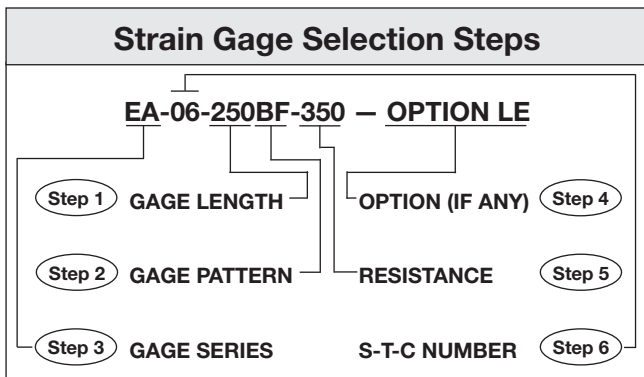 Strain Gage Selection Steps
EA-06-250BF-350 — OPTION LE
Step 1 GAGE LENGTH OPTION (IF ANY) Step 4
Step 2 GAGE PATTERN RESISTANCE Step 5
Step 3 GAGE SERIES S-T-C NUMBER Step 6